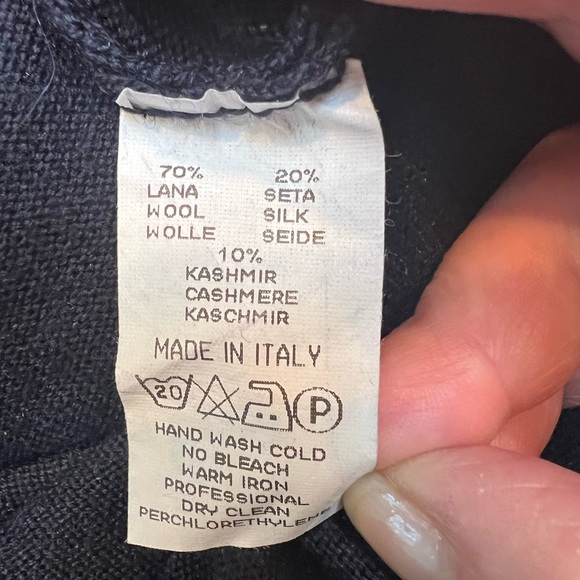 70% 20%
LANA SETA
WOOL SILK
WOLLE SEIDE
10%
KASHMIR
CASHMERE
KASCHMIR
MADE IN ITALY
20 P
HAND WASH COLD
NO BLEACH
WARM IRON
PROFESSIONAL
DRY CLEAN
PERCHLORETHYLENE